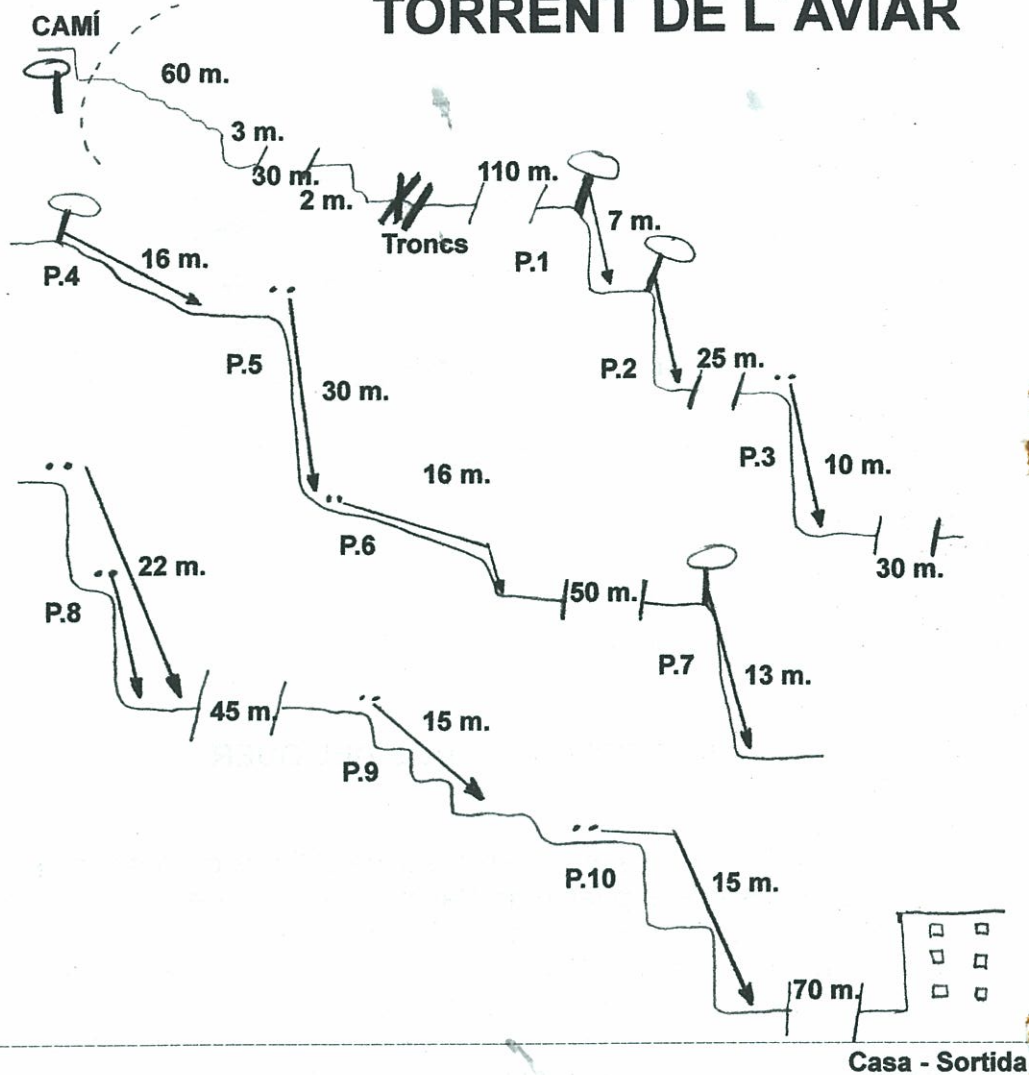 TORRENT DE L'AVIAR
CAMÍ
60 m.
3 m.
30 m.
2 m.
Troncs
110 m.
P.1
7 m.
P.2
25 m.
P.3
10 m.
30 m.
P.4
16 m.
P.5
30 m.
16 m.
P.6
50 m.
P.7
13 m.
P.8
22 m.
45 m.
P.9
15 m.
P.10
15 m.
70 m.
Casa - Sortida